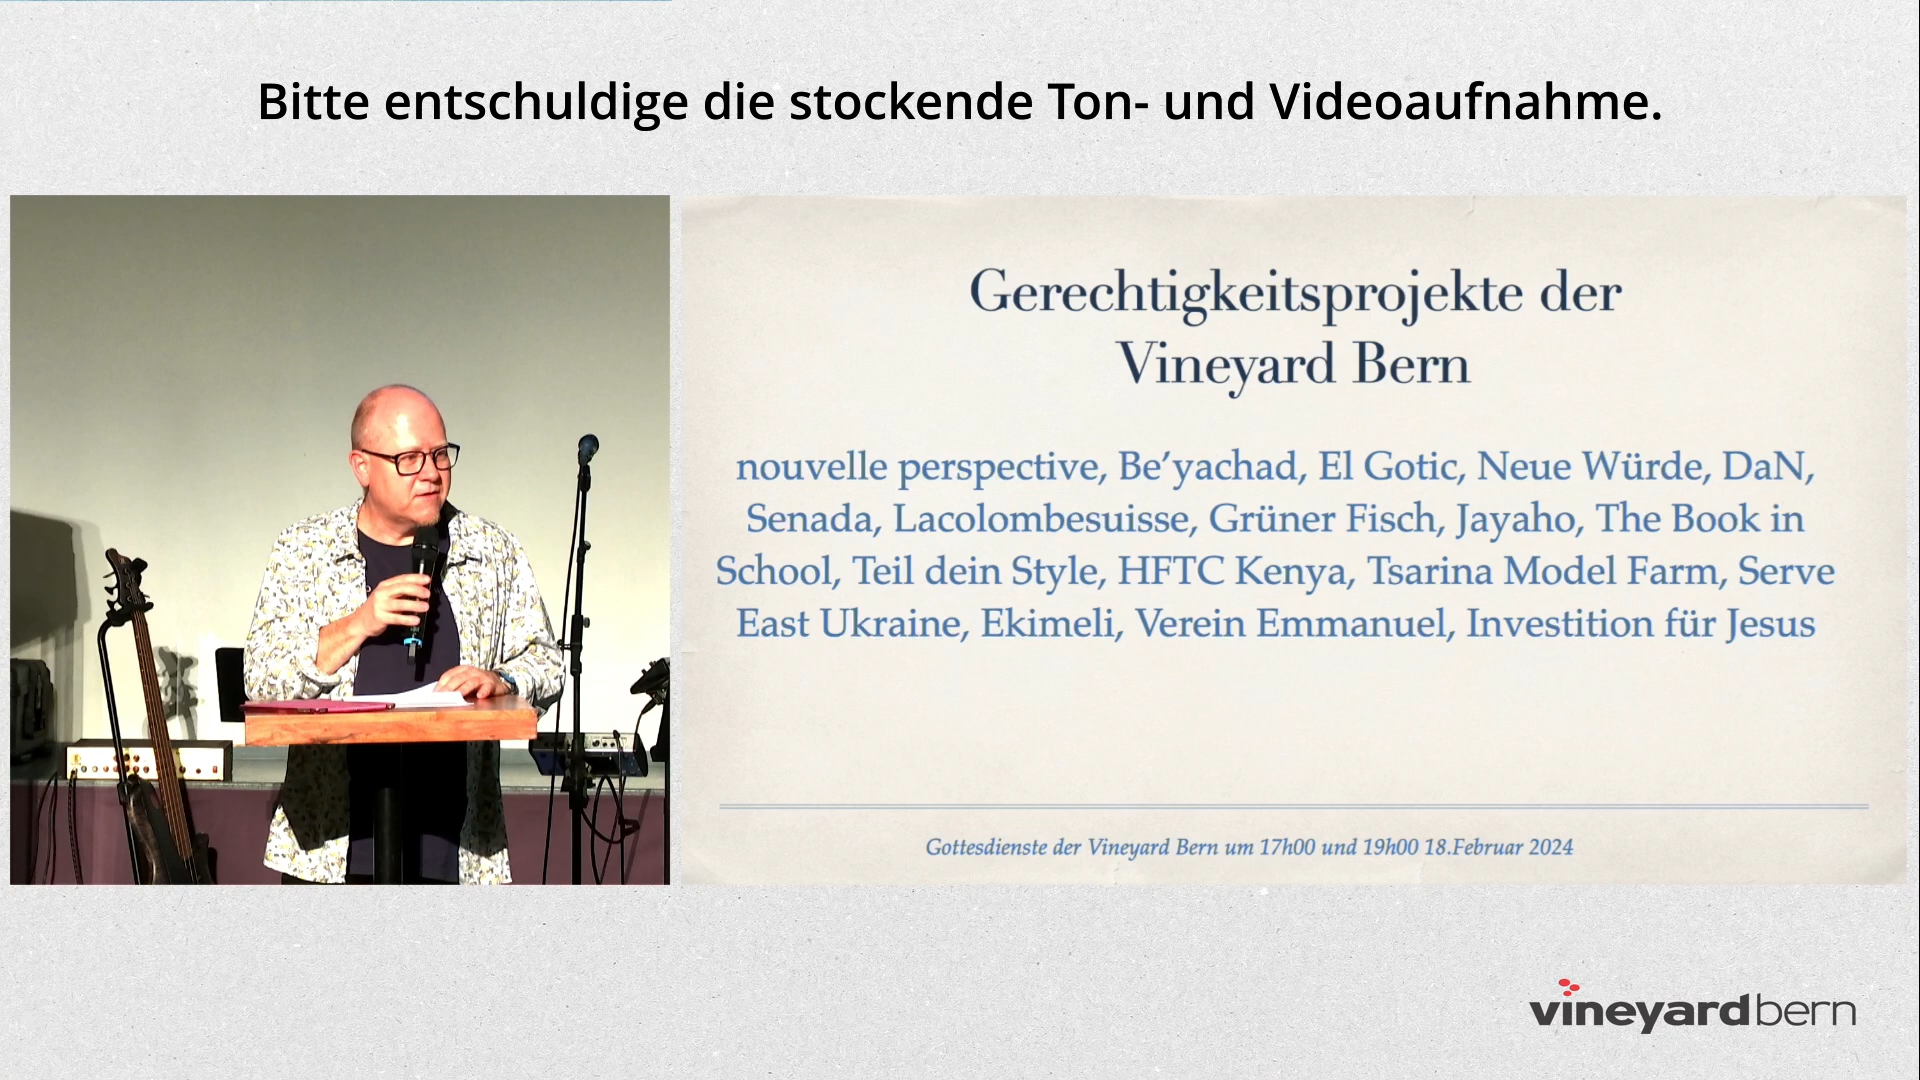 Bitte entschuldige die stockende Ton- und Videoaufnahme.
Gerechtigkeitsprojekte der
Vineyard Bern
nouvelle perspective, Be’yachad, El Gotic, Neue Würde, DaN,
Senada, Lacolombesuisse, Grüner Fisch, Jayaho, The Book in
School, Teil dein Style, HFTC Kenya, Tsarina Model Farm, Serve
East Ukraine, Ekimeli, Verein Emmanuel, Investition für Jesus
Gottesdienste der Vineyard Bern um 17h00 und 19h00 18.Februar 2024
vineyardbern